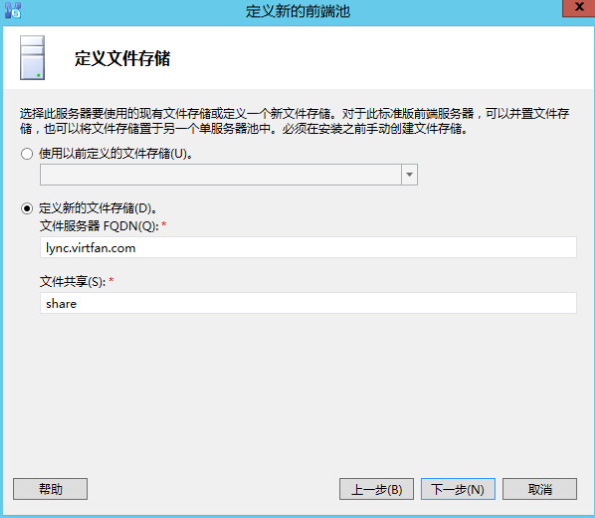 定义新的前端池
定义文件存储
选择此服务器要使用的现有文件存储或定义一个新文件存储。对于此标准版前端服务器，可以并置文件存
储，也可以将文件存储置于另一个单服务器池中。必须在安装之前手动创建文件存储。
使用以前定义的文件存储(U)。
定义新的文件存储(D)。
文件服务器 FQDN(Q): *
lync.virtfan.com
文件共享(S): *
share
帮助 上一步(B) 下一步(N) 取消